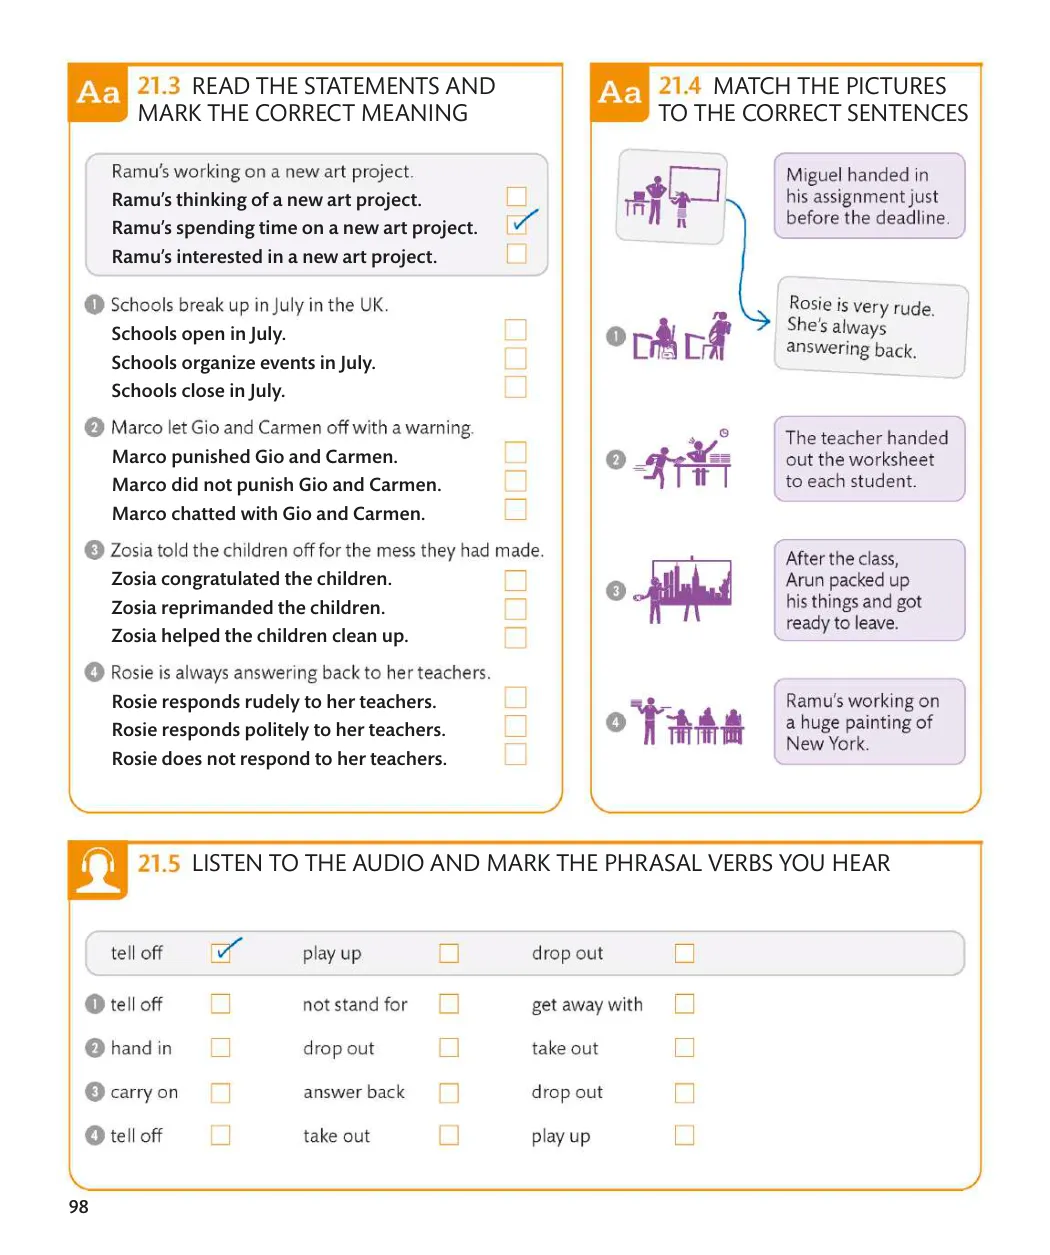 Aa
21.3 READ THE STATEMENTS AND
MARK THE CORRECT MEANING
Ramu's working on a new art project.
Ramu's thinking of a new art project.
Ramu's spending time on a new art project.
Ramu's interested in a new art project.
1 Schools break up in July in the UK.
Schools open in July.
Schools organize events in July.
Schools close in July.
2 Marco let Gio and Carmen off with a warning.
Marco punished Gio and Carmen.
Marco did not punish Gio and Carmen.
Marco chatted with Gio and Carmen.
3 Zosia told the children off for the mess they had made.
Zosia congratulated the children.
Zosia reprimanded the children.
Zosia helped the children clean up.
4 Rosie is always answering back to her teachers.
Rosie responds rudely to her teachers.
Rosie responds politely to her teachers.
Rosie does not respond to her teachers.
Aa
21.4 MATCH THE PICTURES
TO THE CORRECT SENTENCES
Miguel handed in
his assignment just
before the deadline.
1
Rosie is very rude.
She's always
answering back.
2
The teacher handed
out the worksheet
to each student.
3
After the class,
Arun packed up
his things and got
ready to leave.
4
Ramu's working on
a huge painting of
New York.
21.5 LISTEN TO THE AUDIO AND MARK THE PHRASAL VERBS YOU HEAR
tell off play up drop out
1 tell off not stand for get away with
2 hand in drop out take out
3 carry on answer back drop out
4 tell off take out play up
98